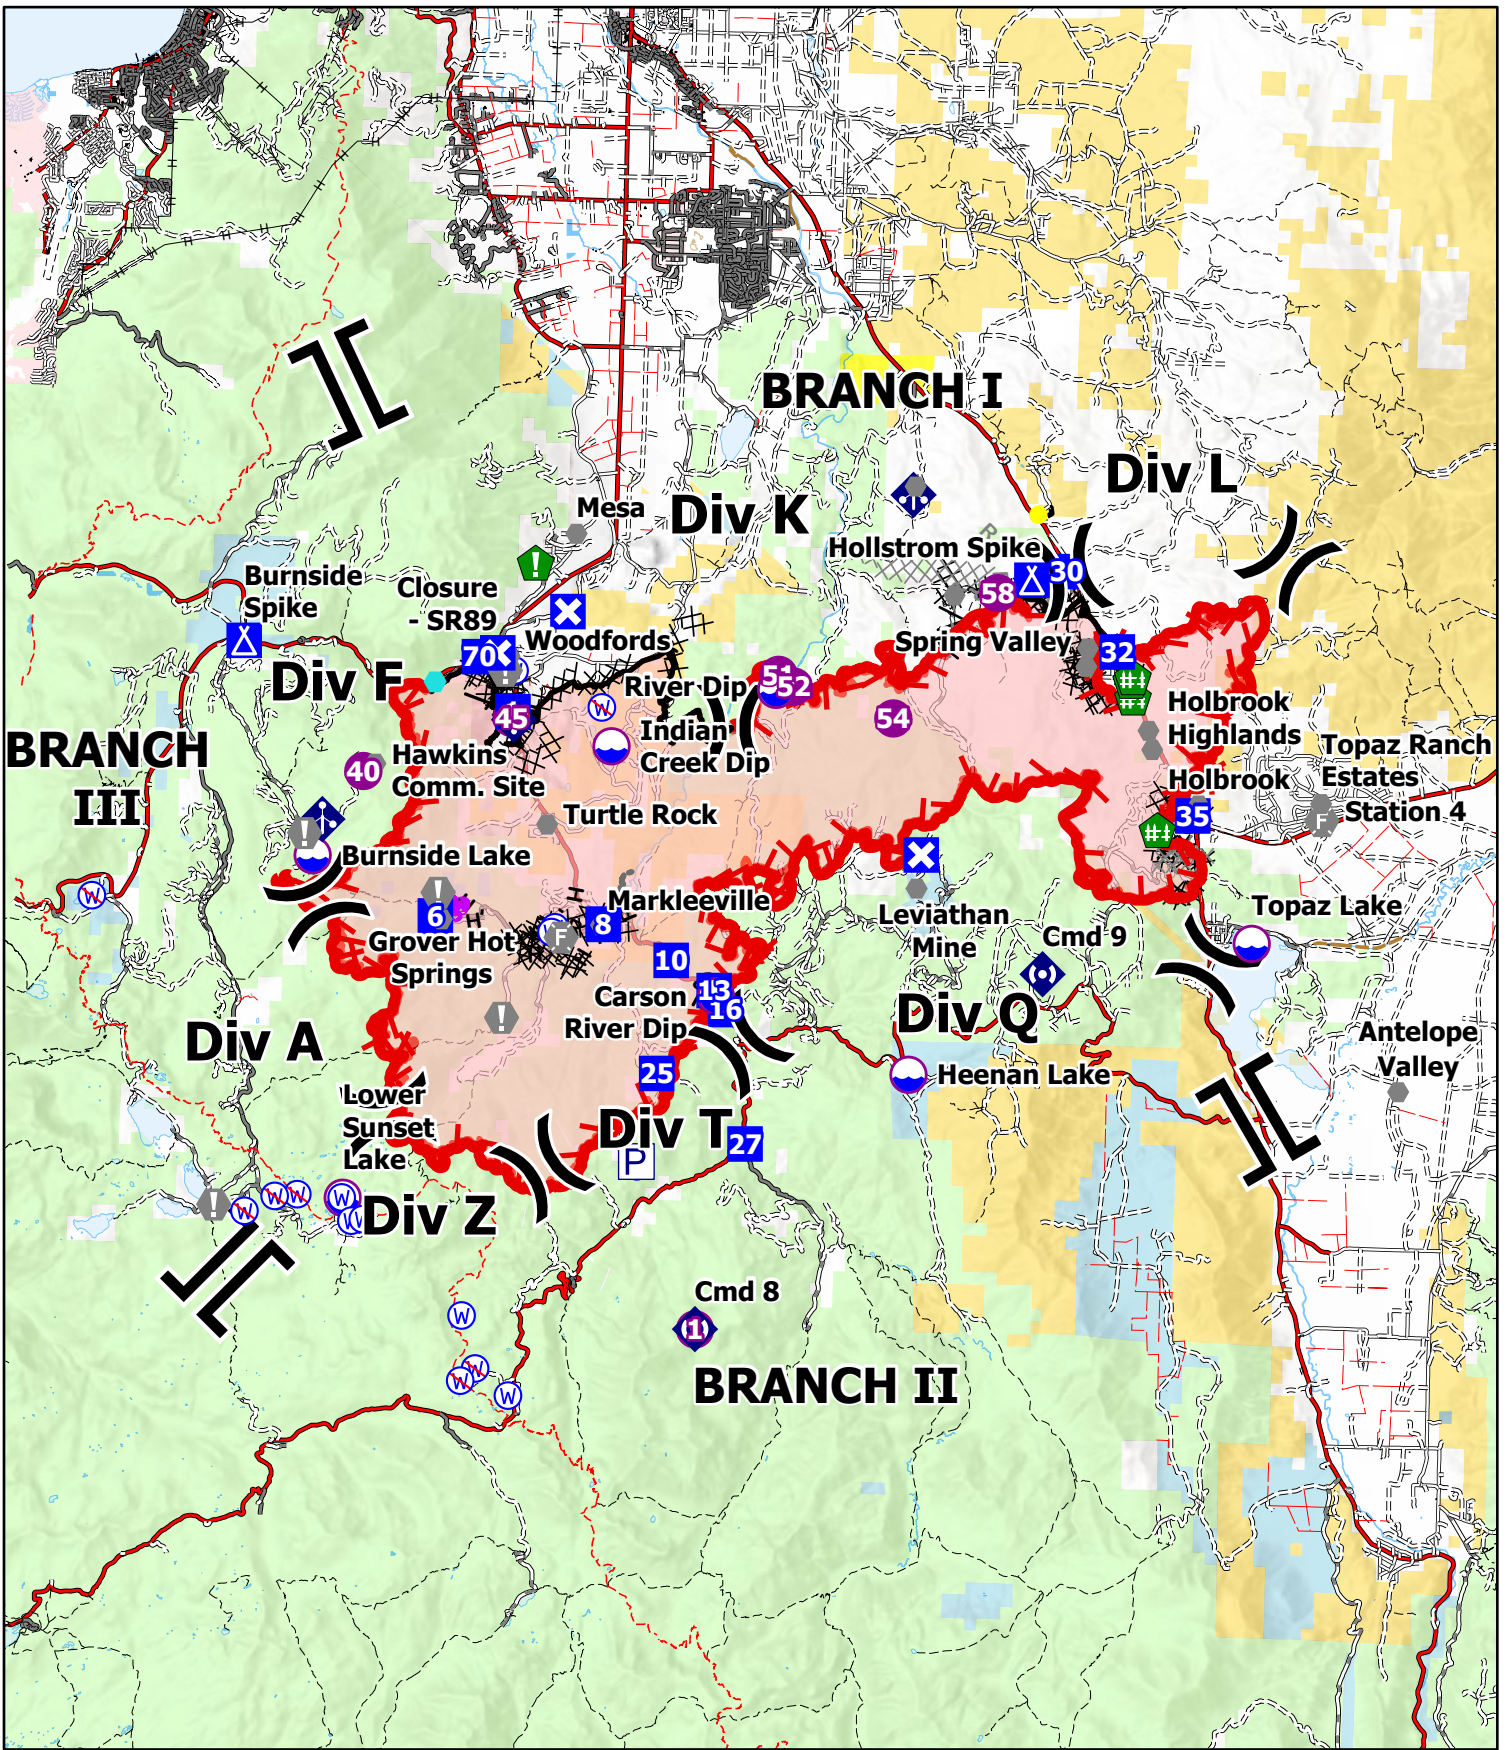 BRANCH I
Div L
Mesa
Div K
R
Hollstrom Spike
30
Burnside
Spike
Closure
- SR89
58
Woodfords
Spring Valley
32
70
Div F
River Dip
51
52
Holbrook
Highlands
W
45
54
Indian
Creek Dip
BRANCH
III
Hawkins
Comm. Site
40
Topaz Ranch
Estates
Holbrook
Turtle Rock
35
Station 4
F
Burnside Lake
W
Markleeville
6
H
8
F
Leviathan
Mine
Topaz Lake
Cmd 9
Grover Hot
Springs
10
Carson
River Dip
13
16
Div Q
Div A
Antelope
Valley
25
Heenan Lake
Lower
Sunset
Lake
Div T
27
P
W
W
W
W
Div Z
Cmd 8
1
W
BRANCH II
W
W
W